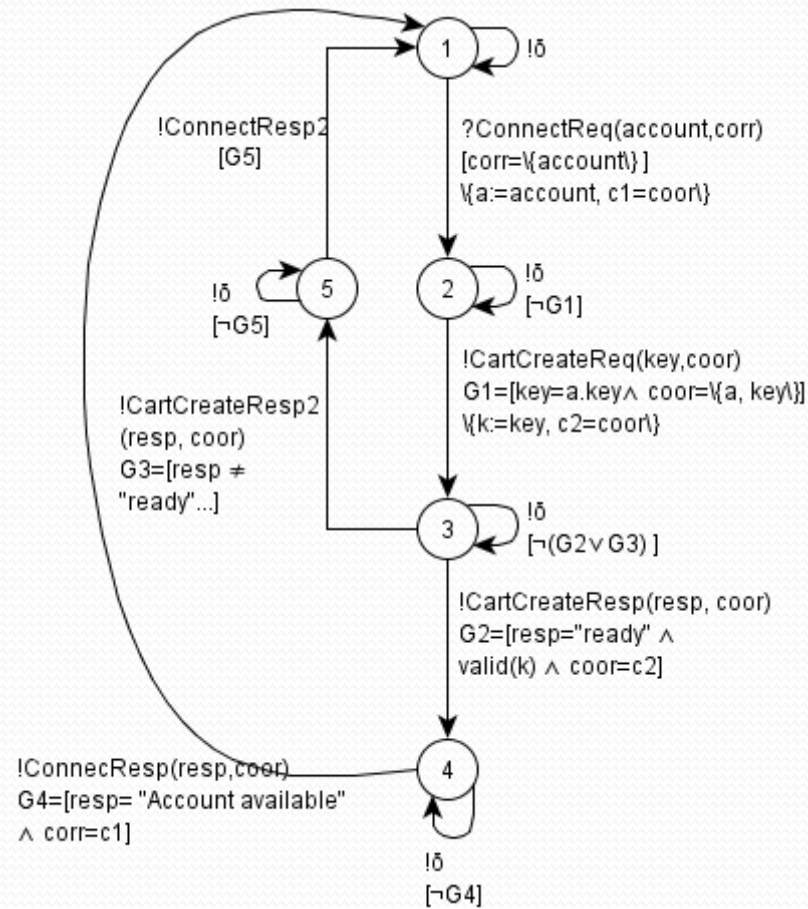 1
!δ
!ConnectResp2
[G5]
?ConnectReq(account,corr)
[corr=\{account\} ]
\{a:=account, c1=coor\}
5
!δ
[¬G5]
2
!δ
[¬G1]
!CartCreateReq(key,coor)
G1=[key=a.key∧ coor=\{a, key\}]
\{k:=key, c2=coor\}
!CartCreateResp2
(resp, coor)
G3=[resp ≠
"ready"...]
3
!δ
[¬(G2∨G3) ]
!CartCreateResp(resp, coor)
G2=[resp="ready" ∧
valid(k) ∧ coor=c2]
!ConnecResp(resp,coor)
G4=[resp= "Account available"
∧ corr=c1]
4
!δ
[¬G4]